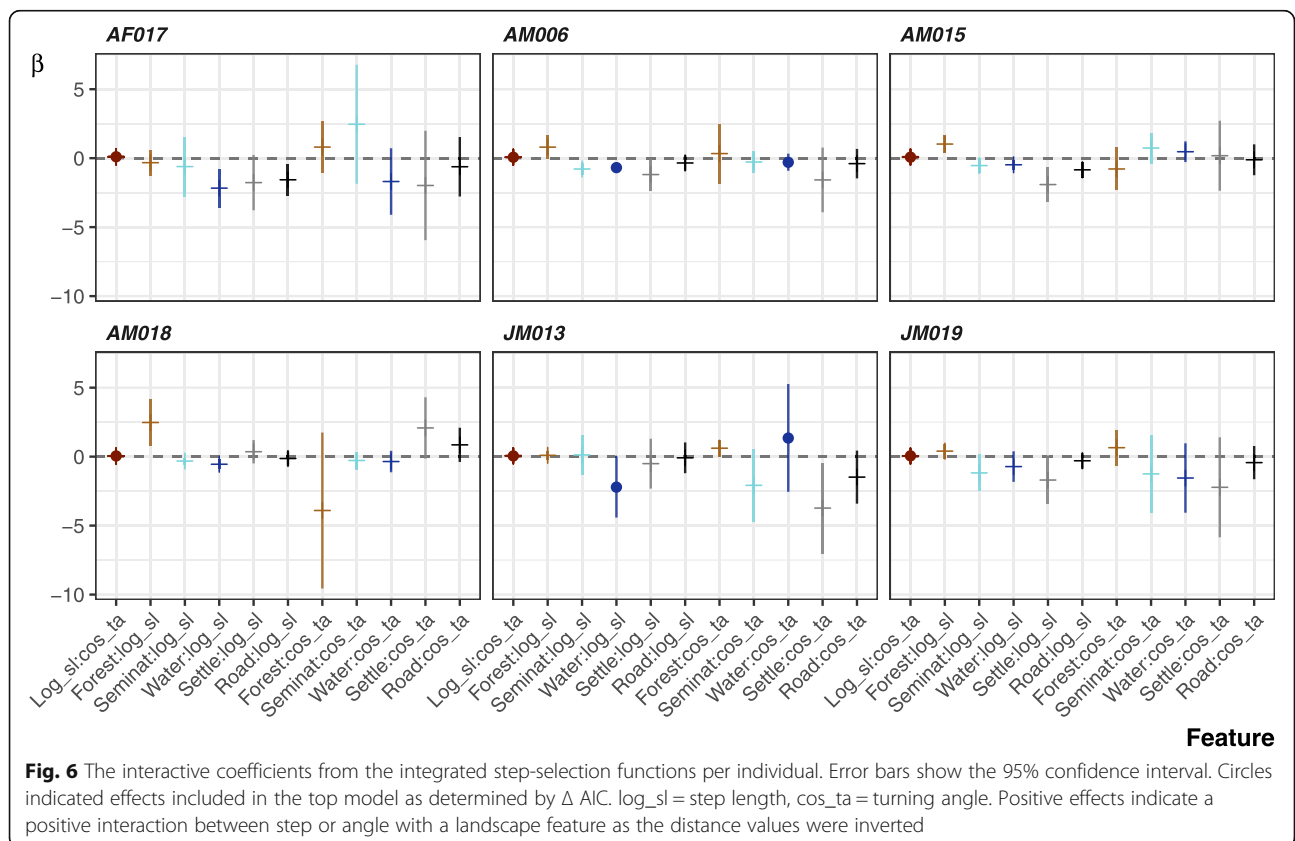 AF017 AM006 AM015
β
5
0
−5
−10
AM018 JM013 JM019
5
0
−5
−10
Log_sl:cos_ta Forest:log_sl Seminat:log_sl Water:log_sl Settle:log_sl Road:log_sl Forest:cos_ta Seminat:cos_ta Water:cos_ta Settle:cos_ta Road:cos_ta
Log_sl:cos_ta Forest:log_sl Seminat:log_sl Water:log_sl Settle:log_sl Road:log_sl Forest:cos_ta Seminat:cos_ta Water:cos_ta Settle:cos_ta Road:cos_ta
Log_sl:cos_ta Forest:log_sl Seminat:log_sl Water:log_sl Settle:log_sl Road:log_sl Forest:cos_ta Seminat:cos_ta Water:cos_ta Settle:cos_ta Road:cos_ta
Feature
Fig. 6 The interactive coefficients from the integrated step-selection functions per individual. Error bars show the 95% confidence interval. Circles
indicated effects included in the top model as determined by Δ AIC. log_sl = step length, cos_ta = turning angle. Positive effects indicate a
positive interaction between step or angle with a landscape feature as the distance values were inverted